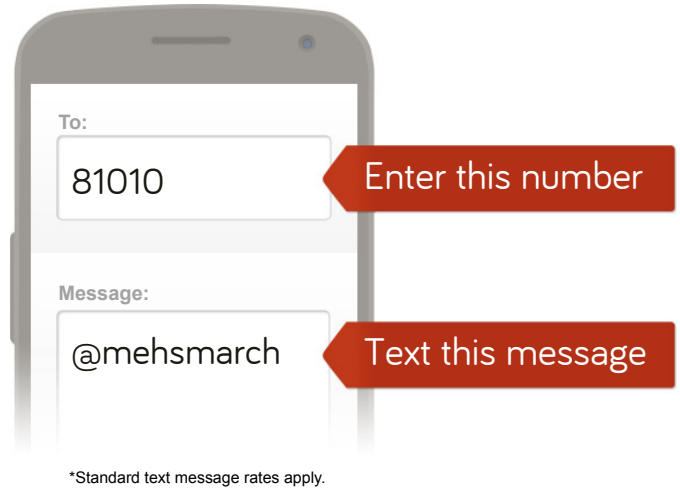 To:
81010
Enter this number
Message:
@mehsmarch
Text this message
*Standard text message rates apply.